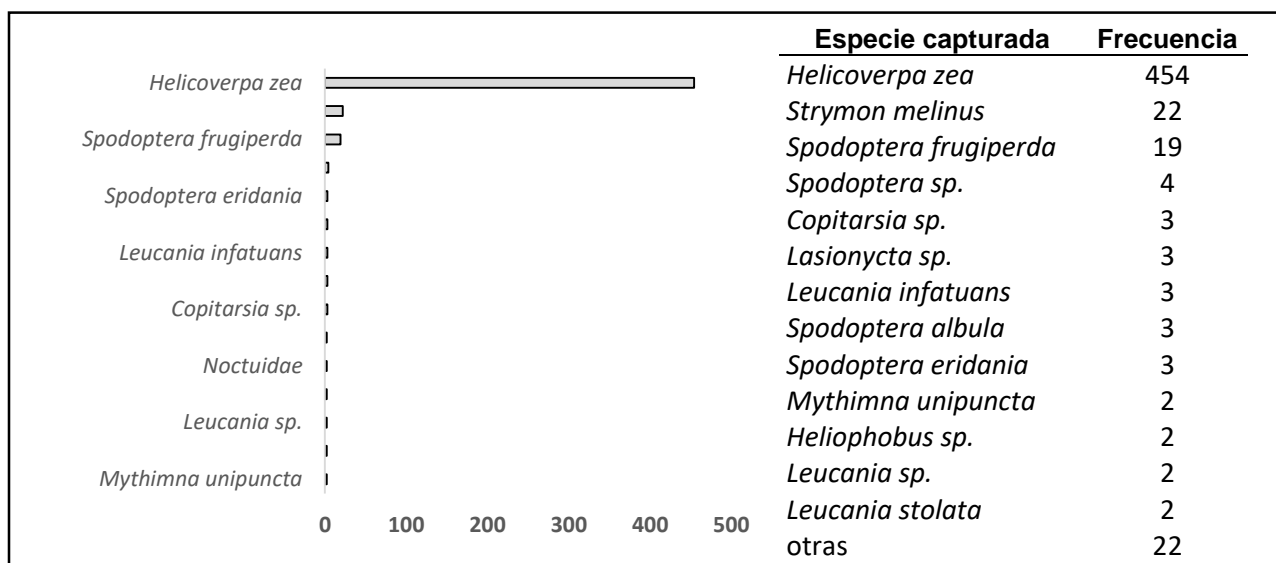 Helicoverpa zea
Spodoptera frugiperda
Spodoptera eridania
Leucania infatuans
Copitarsia sp.
Noctuidae
Leucania sp.
Mythimna unipuncta
0 100 200 300 400 500
Especie capturada Frecuencia
Helicoverpa zea 454
Strymon melinus 22
Spodoptera frugiperda 19
Spodoptera sp. 4
Copitarsia sp. 3
Lasionycta sp. 3
Leucania infatuans 3
Spodoptera albula 3
Spodoptera eridania 3
Mythimna unipuncta 2
Heliophobus sp. 2
Leucania sp. 2
Leucania stolata 2
otras 22